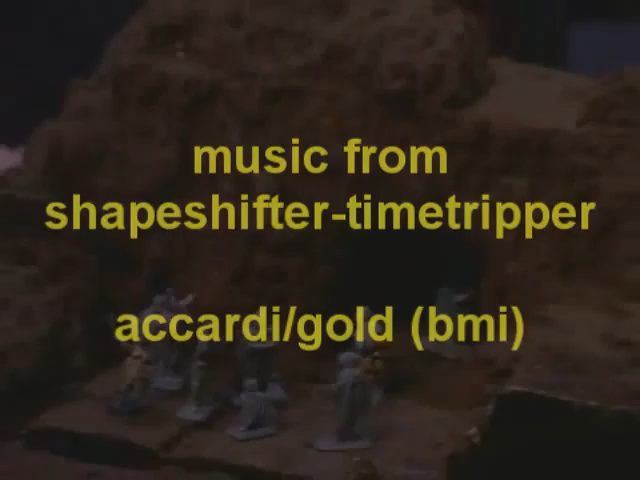 music from
shapeshifter-timetripper
accardi/gold (bmi)